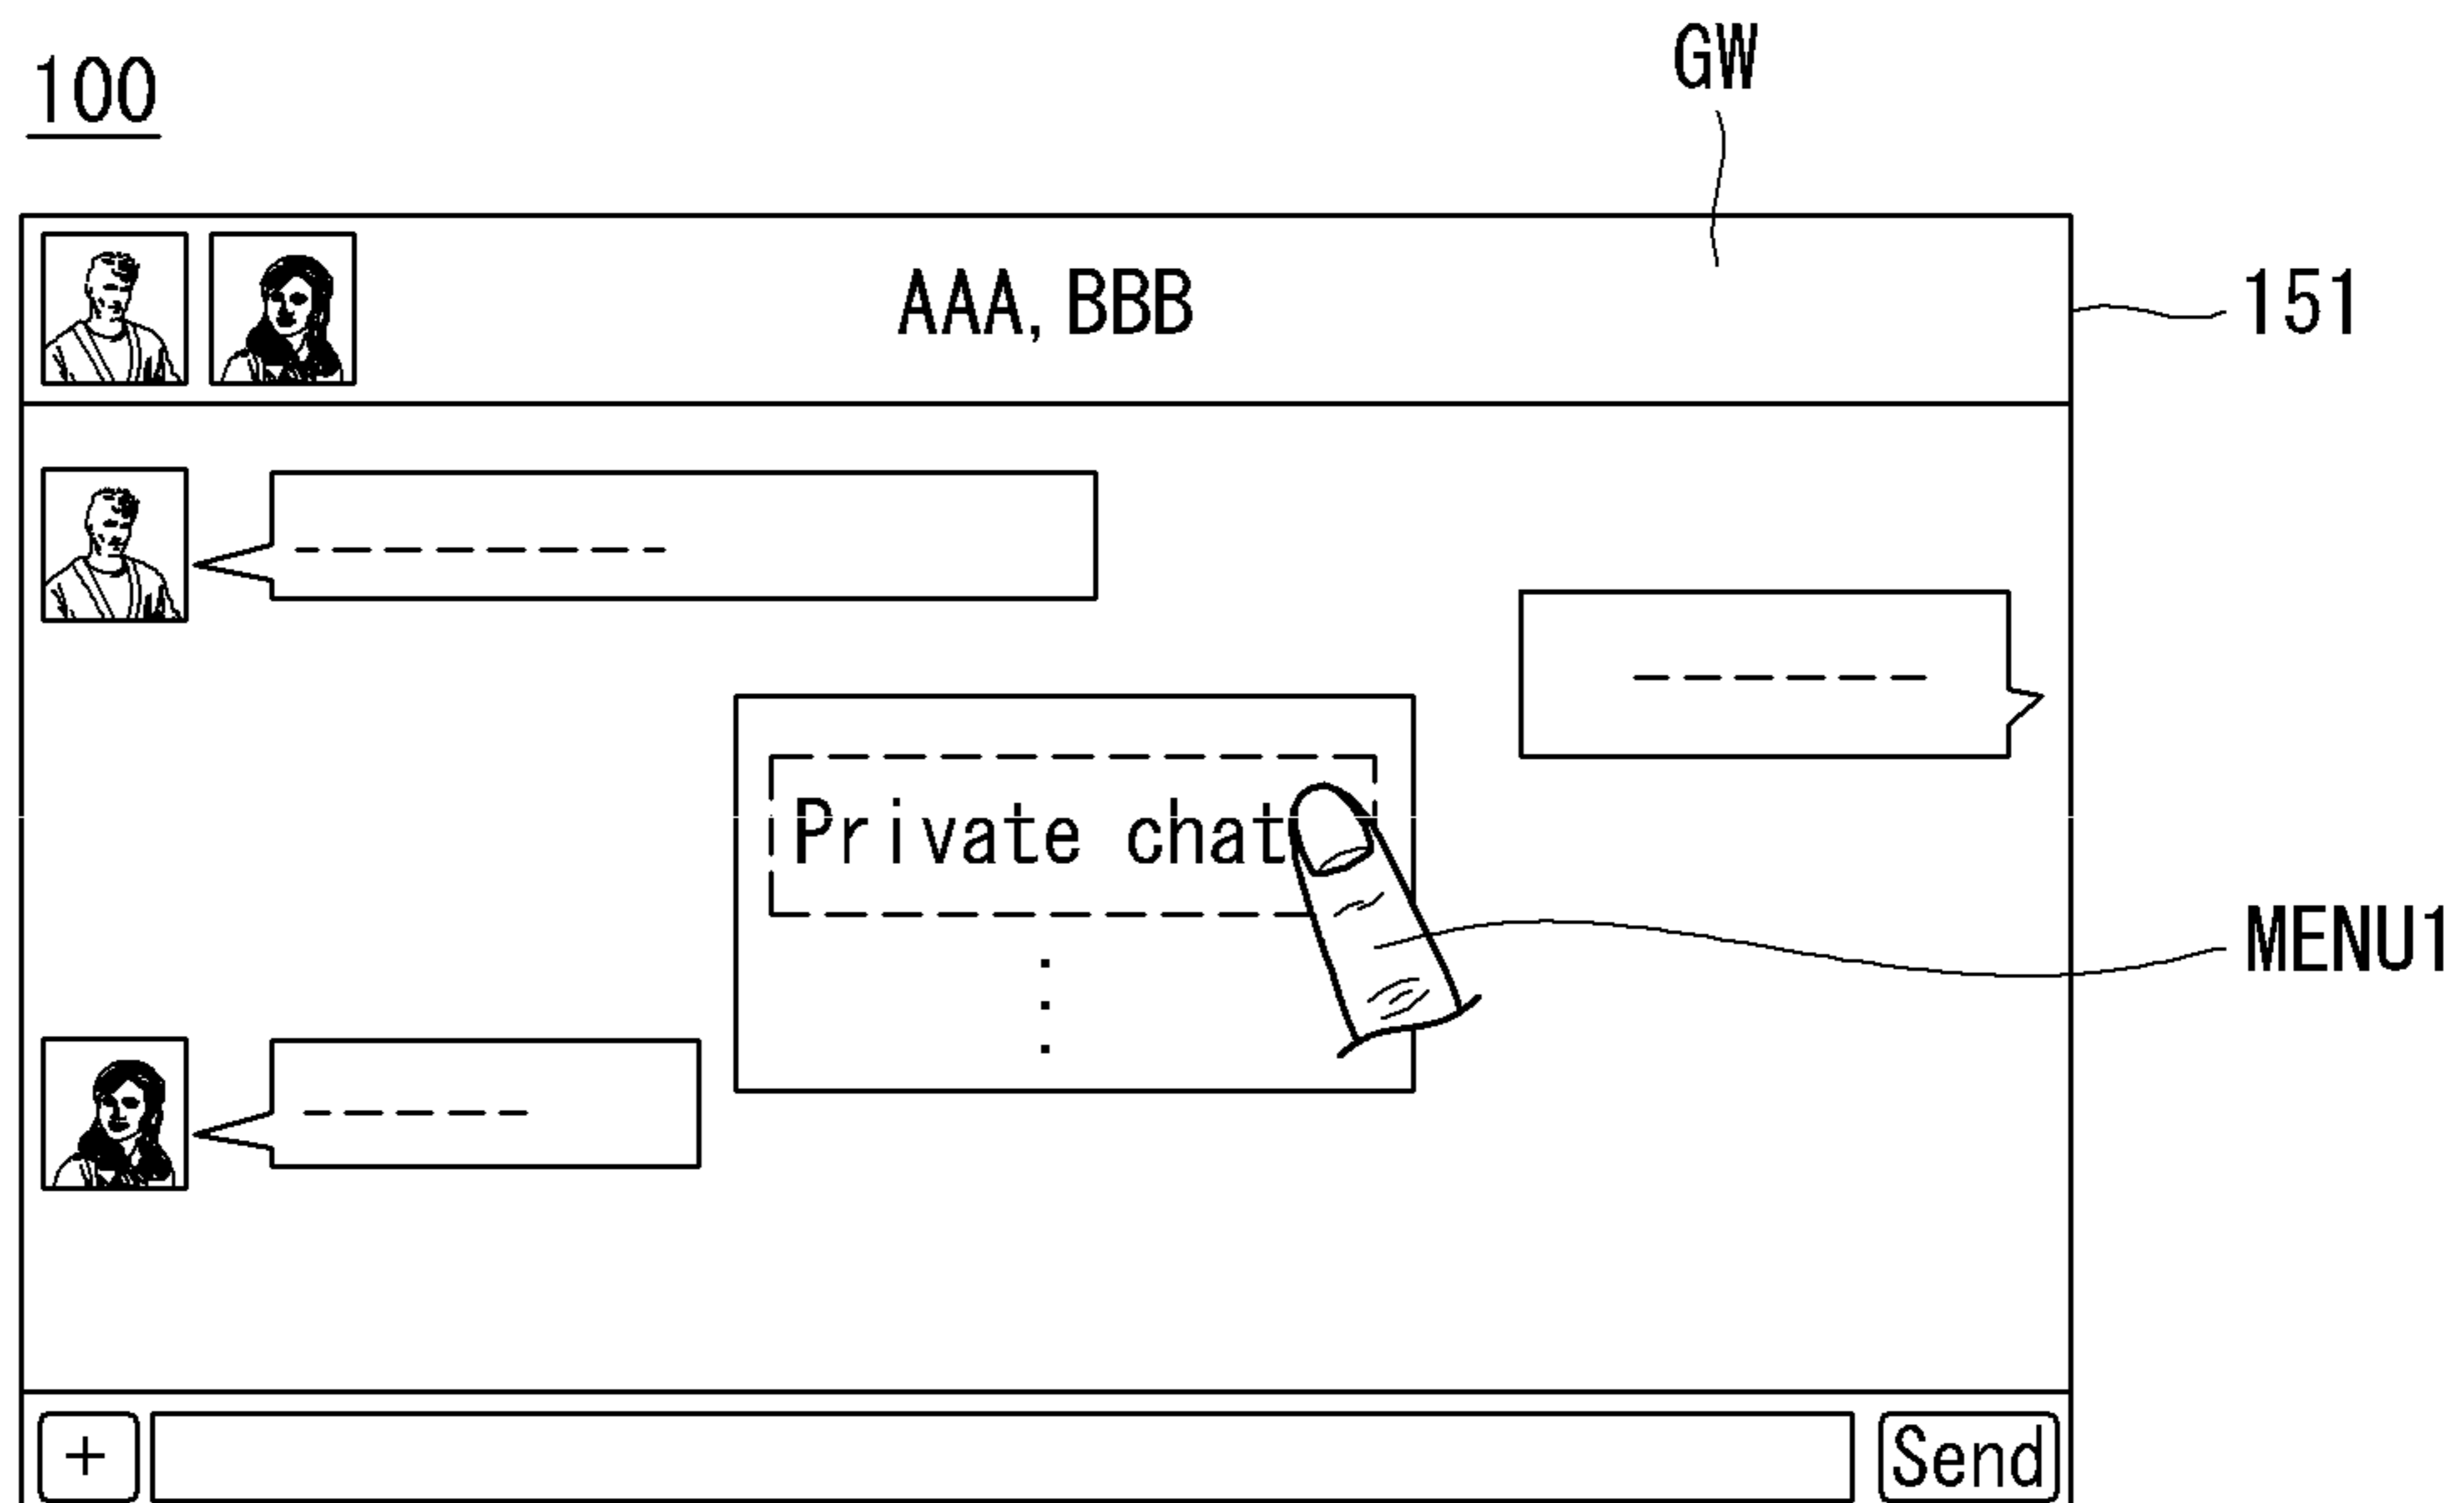 100
GW
AAA, BBB
151
Private chat
MENU1
+
Send